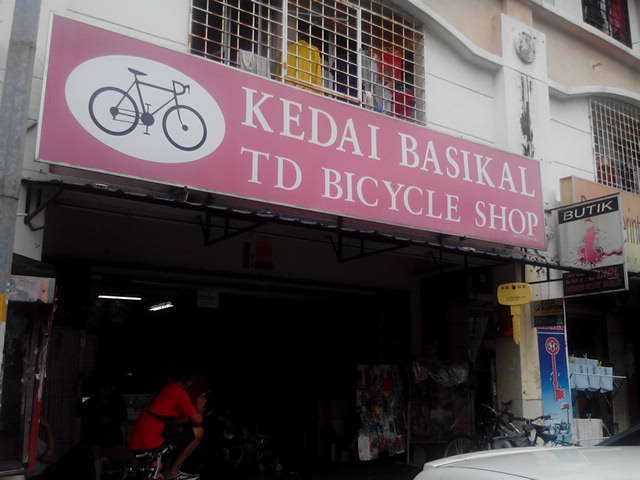 KEDAI BASIKAL
TD BICYCLE SHOP
BUTIK